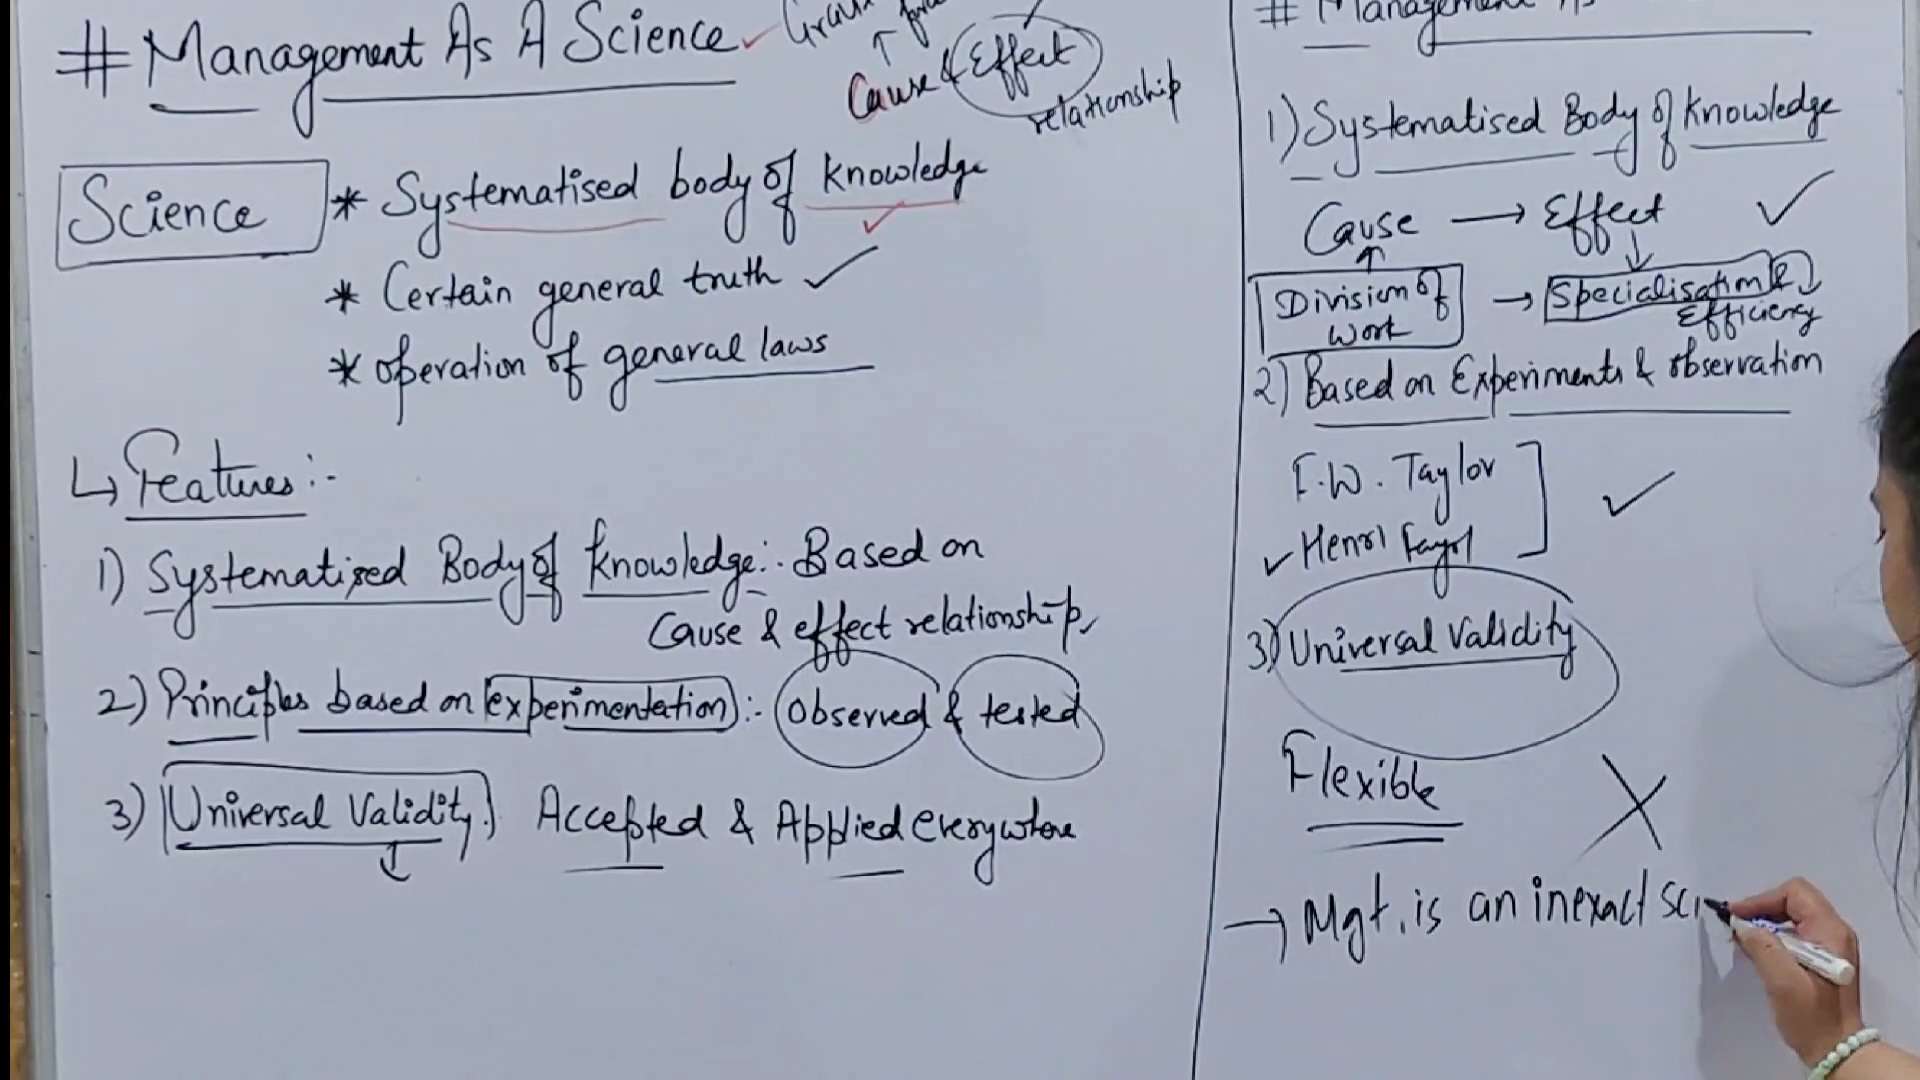 # Management As A Science
Cause & Effect
relationship
Science
* Systematised body of knowledge
* Certain general truth
* operation of general laws
Features:-
1) Systematised Body of knowledge:- Based on
Cause & effect relationship
2) Principles based on experimentation:- Observed & tested
3) Universal Validity. Accepted & Applied everywhere
# Management As
1) Systematised Body of knowledge
Cause → Effect
Division of Work → Specialisation &
Efficiency
2) Based on Experiments & observation
F.W. Taylor
Henri Fayol
3) Universal Validity
Flexible
→ Mgt. is an inexact sci